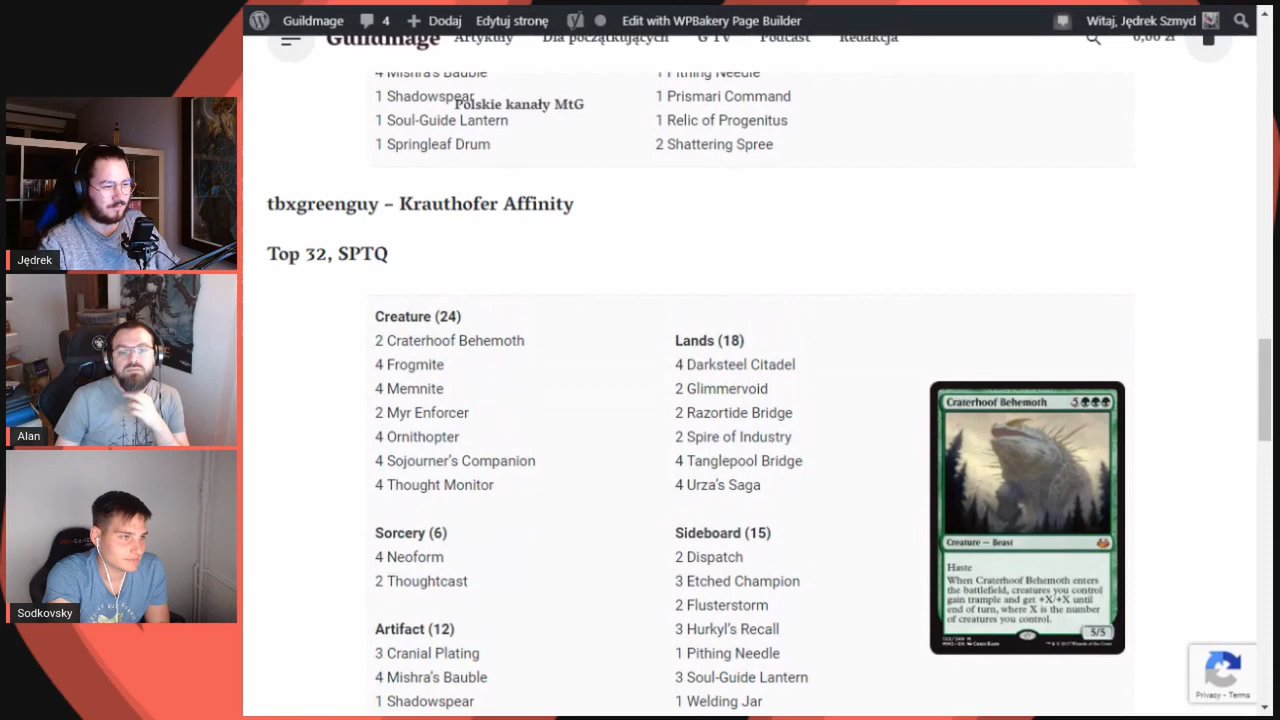 Guildmage 4 Dodaj Edytuj stronę Edit with WPBakery Page Builder Witaj, Jędrek Szmyd
Guildmage Artykuły Dla początkujących G TV Podcast Redakcja 0,00 zł
4 Mishra's Bauble
1 Shadowspear
1 Soul-Guide Lantern
1 Springleaf Drum
Polskie kanały MtG
1 Pithing Needle
1 Prismari Command
1 Relic of Progenitus
2 Shattering Spree
tbxgreenguy – Krauthofer Affinity
Top 32, SPTQ
Creature (24)
2 Craterhoof Behemoth
4 Frogmite
4 Memnite
2 Myr Enforcer
4 Ornithopter
4 Sojourner's Companion
4 Thought Monitor
Sorcery (6)
4 Neoform
2 Thoughtcast
Artifact (12)
3 Cranial Plating
4 Mishra's Bauble
1 Shadowspear
Lands (18)
4 Darksteel Citadel
2 Glimmervoid
2 Razortide Bridge
2 Spire of Industry
4 Tanglepool Bridge
4 Urza's Saga
Sideboard (15)
2 Dispatch
3 Etched Champion
2 Flusterstorm
3 Hurkyl's Recall
1 Pithing Needle
3 Soul-Guide Lantern
1 Welding Jar
Craterhoof Behemoth 5
Creature — Beast
Haste
When Craterhoof Behemoth enters
the battlefield, creatures you control
gain trample and get +X/+X until
end of turn, where X is the number
of creatures you control.
5/5
Privacy - Terms
Jędrek
Alan
Sodkovsky